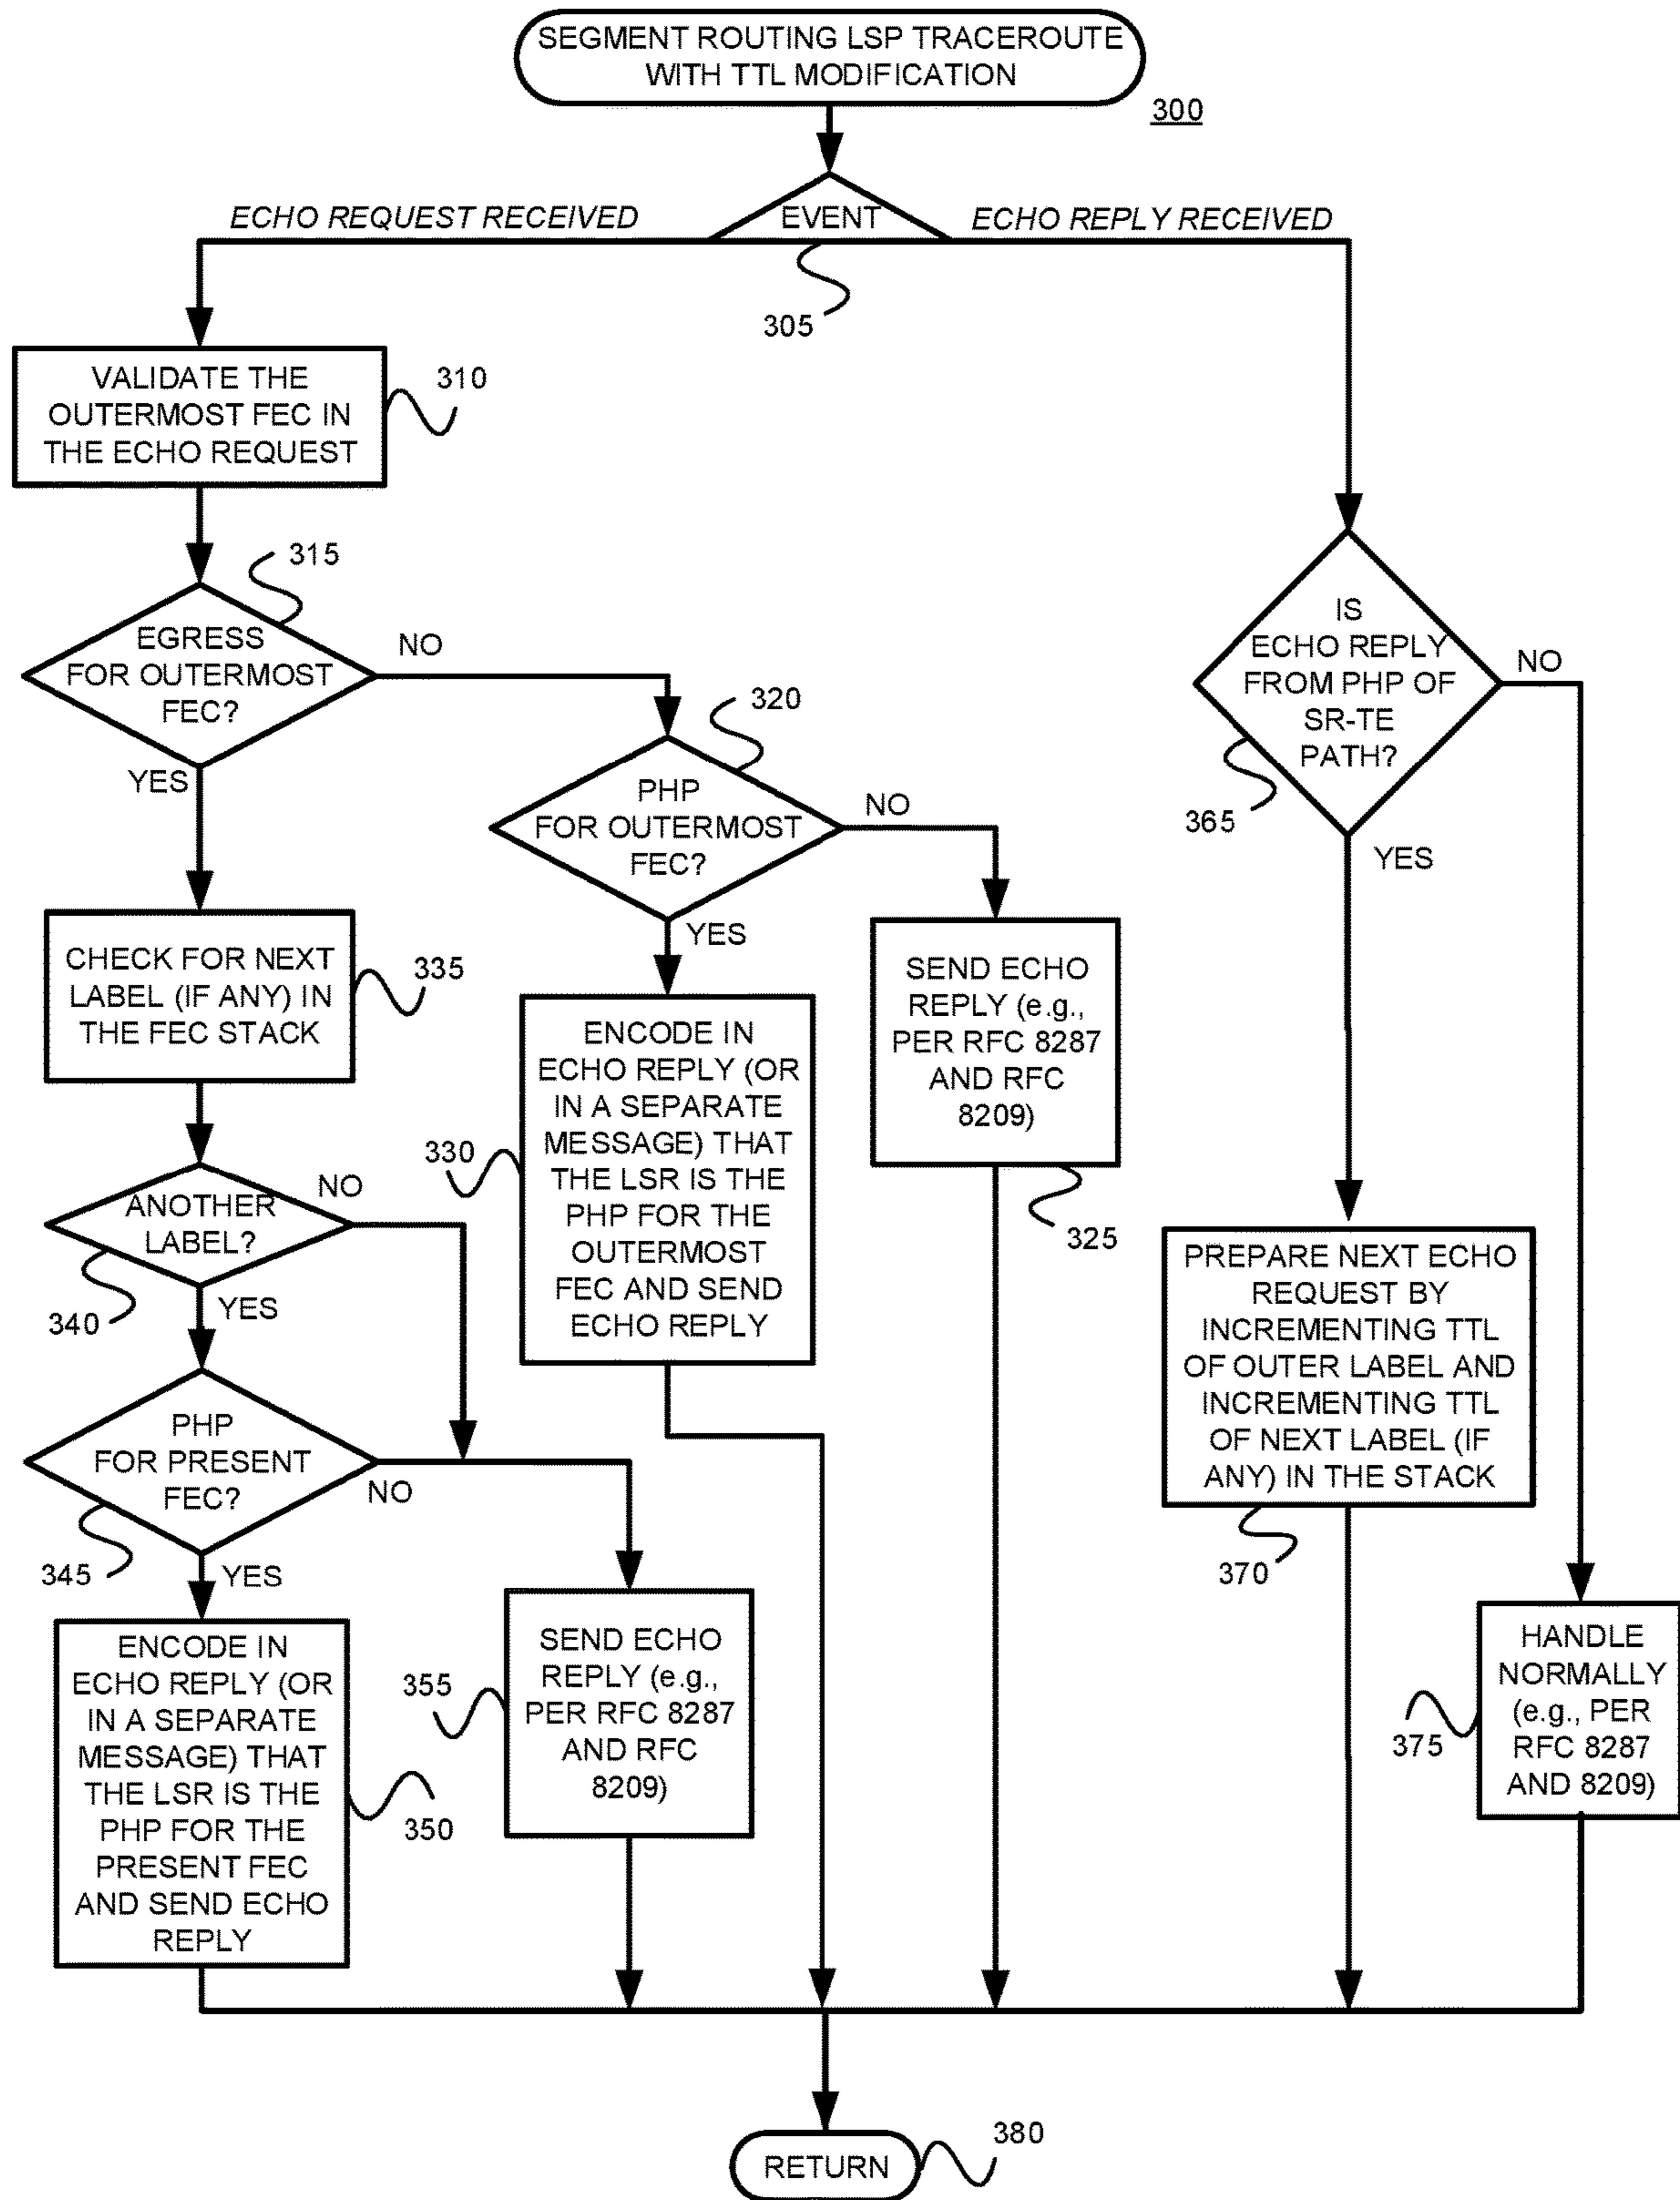 SEGMENT ROUTING LSP TRACEROUTE
WITH TTL MODIFICATION
300
EVENT
ECHO REQUEST RECEIVED
ECHO REPLY RECEIVED
305
VALIDATE THE
OUTERMOST FEC IN
THE ECHO REQUEST
310
315
EGRESS
FOR OUTERMOST
FEC?
NO
YES
320
PHP
FOR OUTERMOST
FEC?
NO
YES
IS
ECHO REPLY
FROM PHP OF
SR-TE
PATH?
NO
365
YES
CHECK FOR NEXT
LABEL (IF ANY) IN
THE FEC STACK
335
ENCODE IN
ECHO REPLY (OR
IN A SEPARATE
MESSAGE) THAT
THE LSR IS THE
PHP FOR THE
OUTERMOST
FEC AND SEND
ECHO REPLY
330
SEND ECHO
REPLY (e.g.,
PER RFC 8287
AND RFC
8209)
325
ANOTHER
LABEL?
NO
340
YES
PREPARE NEXT ECHO
REQUEST BY
INCREMENTING TTL
OF OUTER LABEL AND
INCREMENTING TTL
OF NEXT LABEL (IF
ANY) IN THE STACK
370
PHP
FOR PRESENT
FEC?
NO
345
YES
ENCODE IN
ECHO REPLY (OR
IN A SEPARATE
MESSAGE) THAT
THE LSR IS THE
PHP FOR THE
PRESENT FEC
AND SEND ECHO
REPLY
350
355
SEND ECHO
REPLY (e.g.,
PER RFC 8287
AND RFC
8209)
HANDLE
NORMALLY
(e.g., PER
RFC 8287
AND 8209)
375
RETURN
380